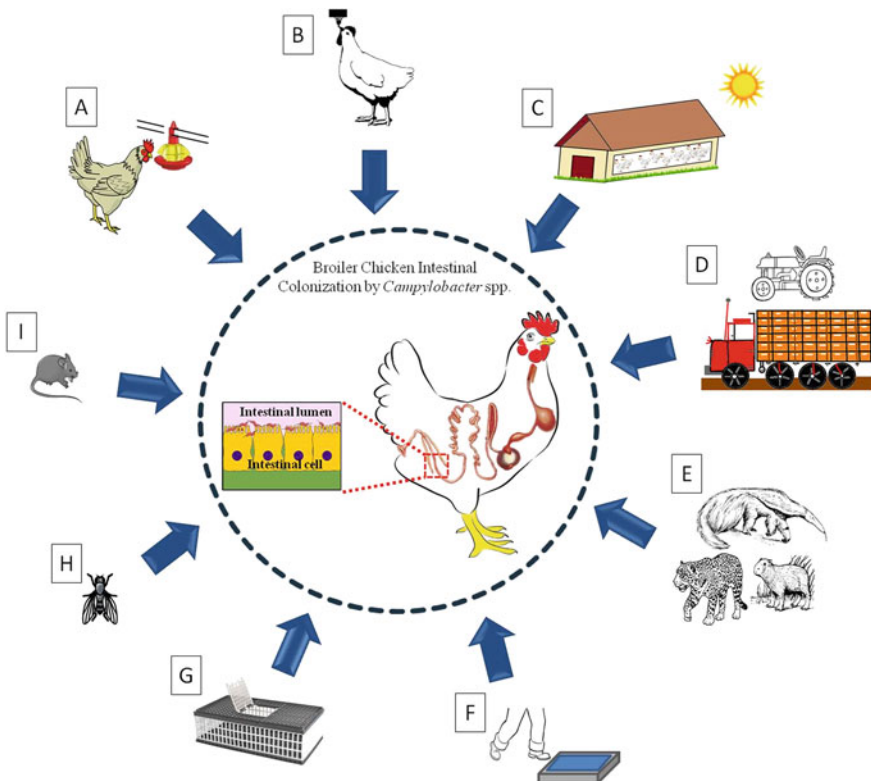 B
A
C
Broiler Chicken Intestinal
Colonization by Campylobacter spp.
D
I
Intestinal lumen
Intestinal cell
E
H
G
F